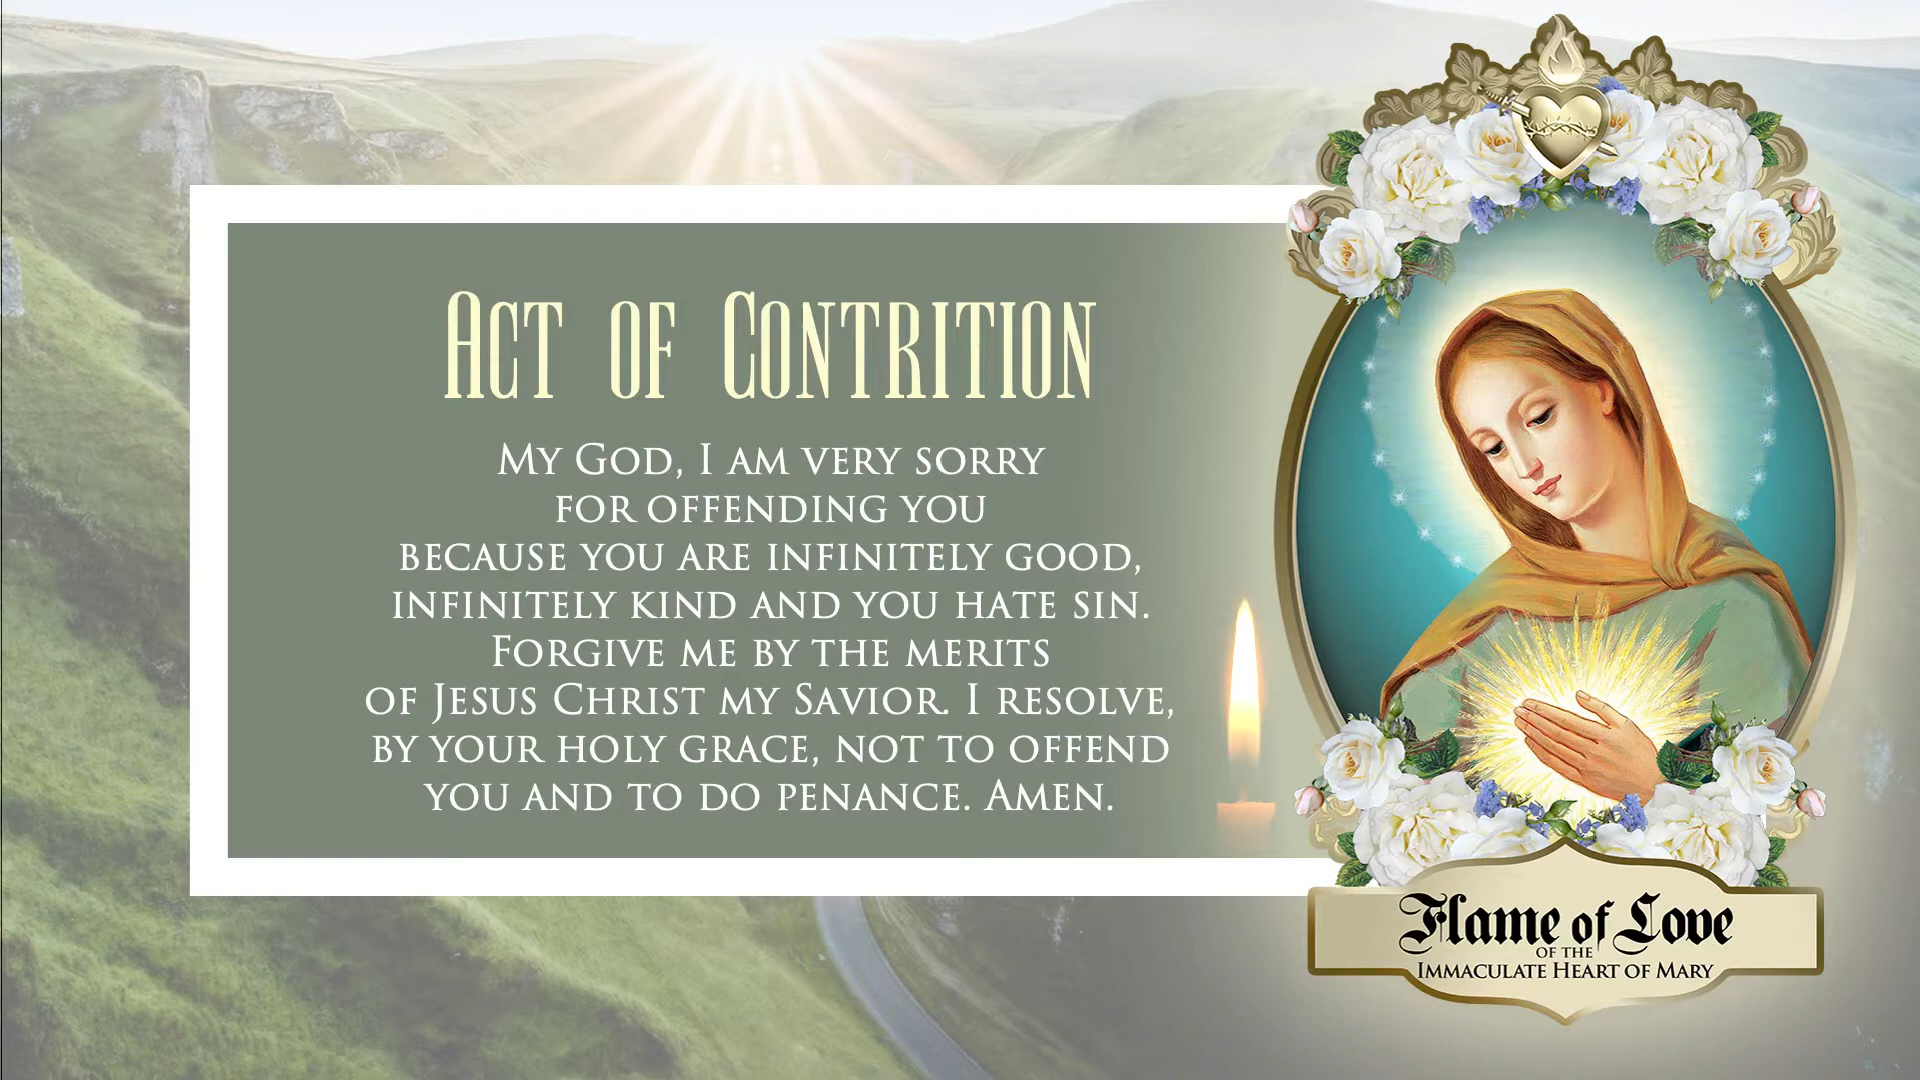 Act of Contrition
My God, I am very sorry
for offending you
because you are infinitely good,
infinitely kind and you hate sin.
Forgive me by the merits
of Jesus Christ my Savior. I resolve,
by your holy grace, not to offend
you and to do penance. Amen.
Flame of Love
of the
Immaculate Heart of Mary